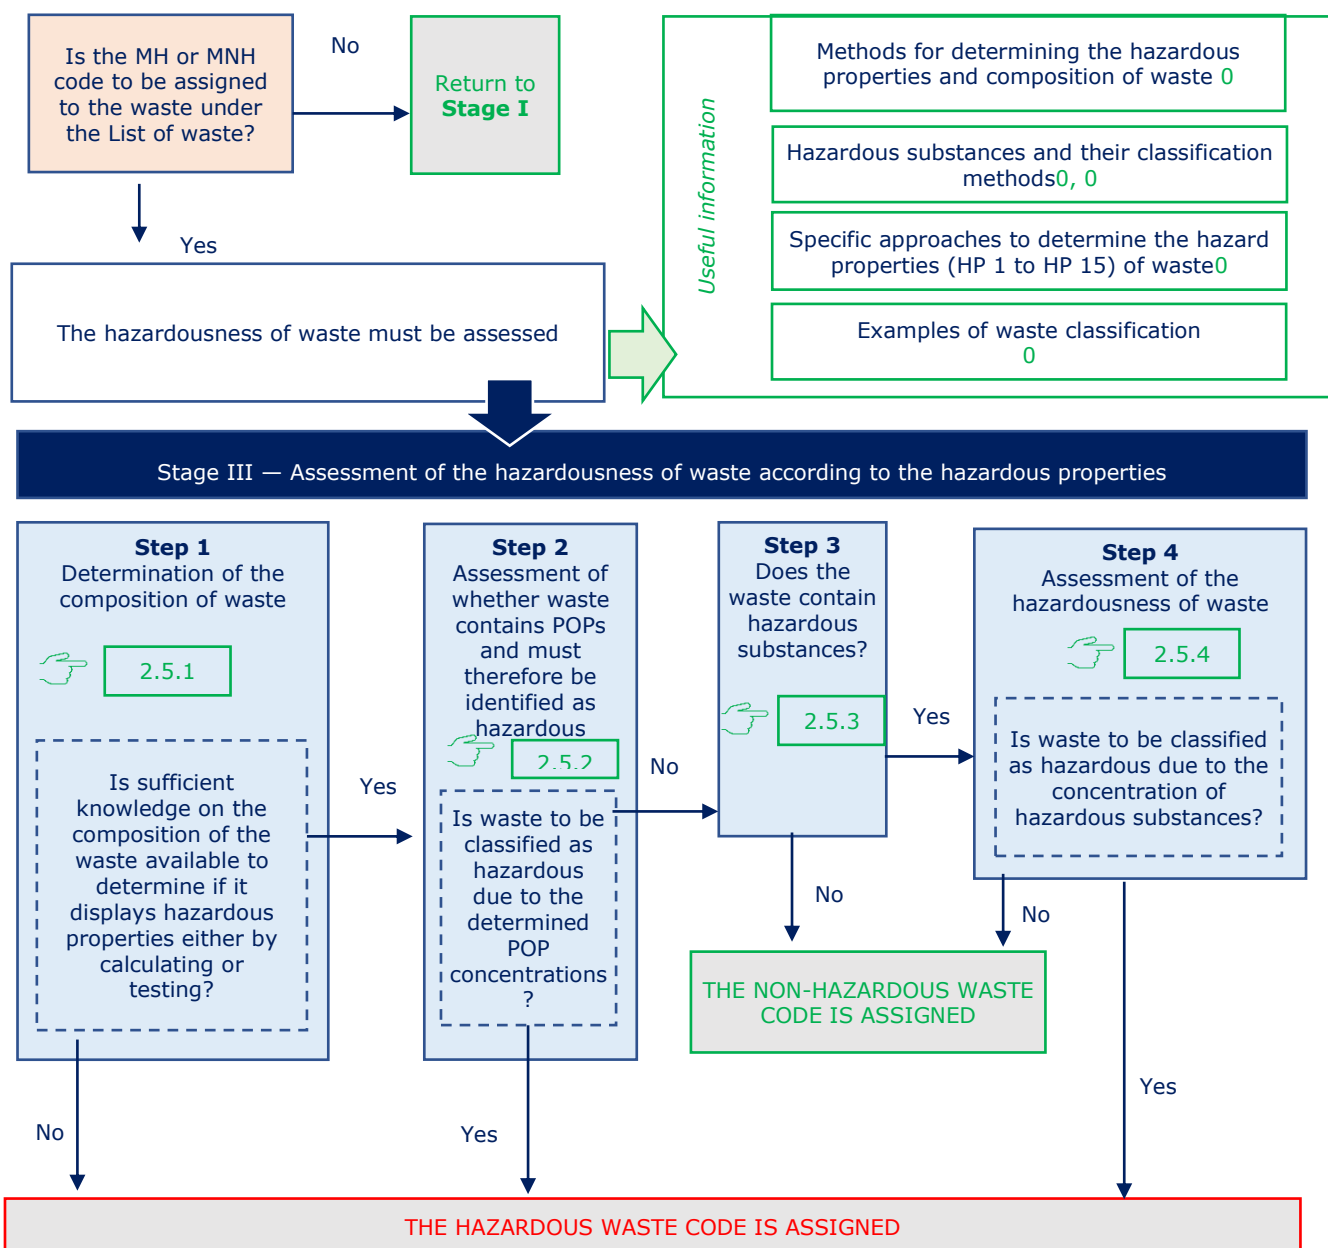 Is the MH or MNH
code to be assigned
to the waste under
the List of waste?
No
Return to
Stage I
Yes
The hazardousness of waste must be assessed
Useful information
Methods for determining the hazardous
properties and composition of waste 0
Hazardous substances and their classification
methods0, 0
Specific approaches to determine the hazard
properties (HP 1 to HP 15) of waste0
Examples of waste classification
0
Stage III — Assessment of the hazardousness of waste according to the hazardous properties
Step 1
Determination of the
composition of waste
2.5.1
Is sufficient
knowledge on the
composition of the
waste available to
determine if it
displays hazardous
properties either by
calculating or
testing?
Yes
No
Step 2
Assessment of
whether waste
contains POPs
and must
therefore be
identified as
hazardous
2.5.2
Is waste to be
classified as
hazardous
due to the
determined
POP
concentrations
?
No
Yes
Step 3
Does the
waste contain
hazardous
substances?
2.5.3
Yes
No
Step 4
Assessment of the
hazardousness of waste
2.5.4
Is waste to be classified
as hazardous due to the
concentration of
hazardous substances?
No
Yes
THE NON-HAZARDOUS WASTE
CODE IS ASSIGNED
THE HAZARDOUS WASTE CODE IS ASSIGNED